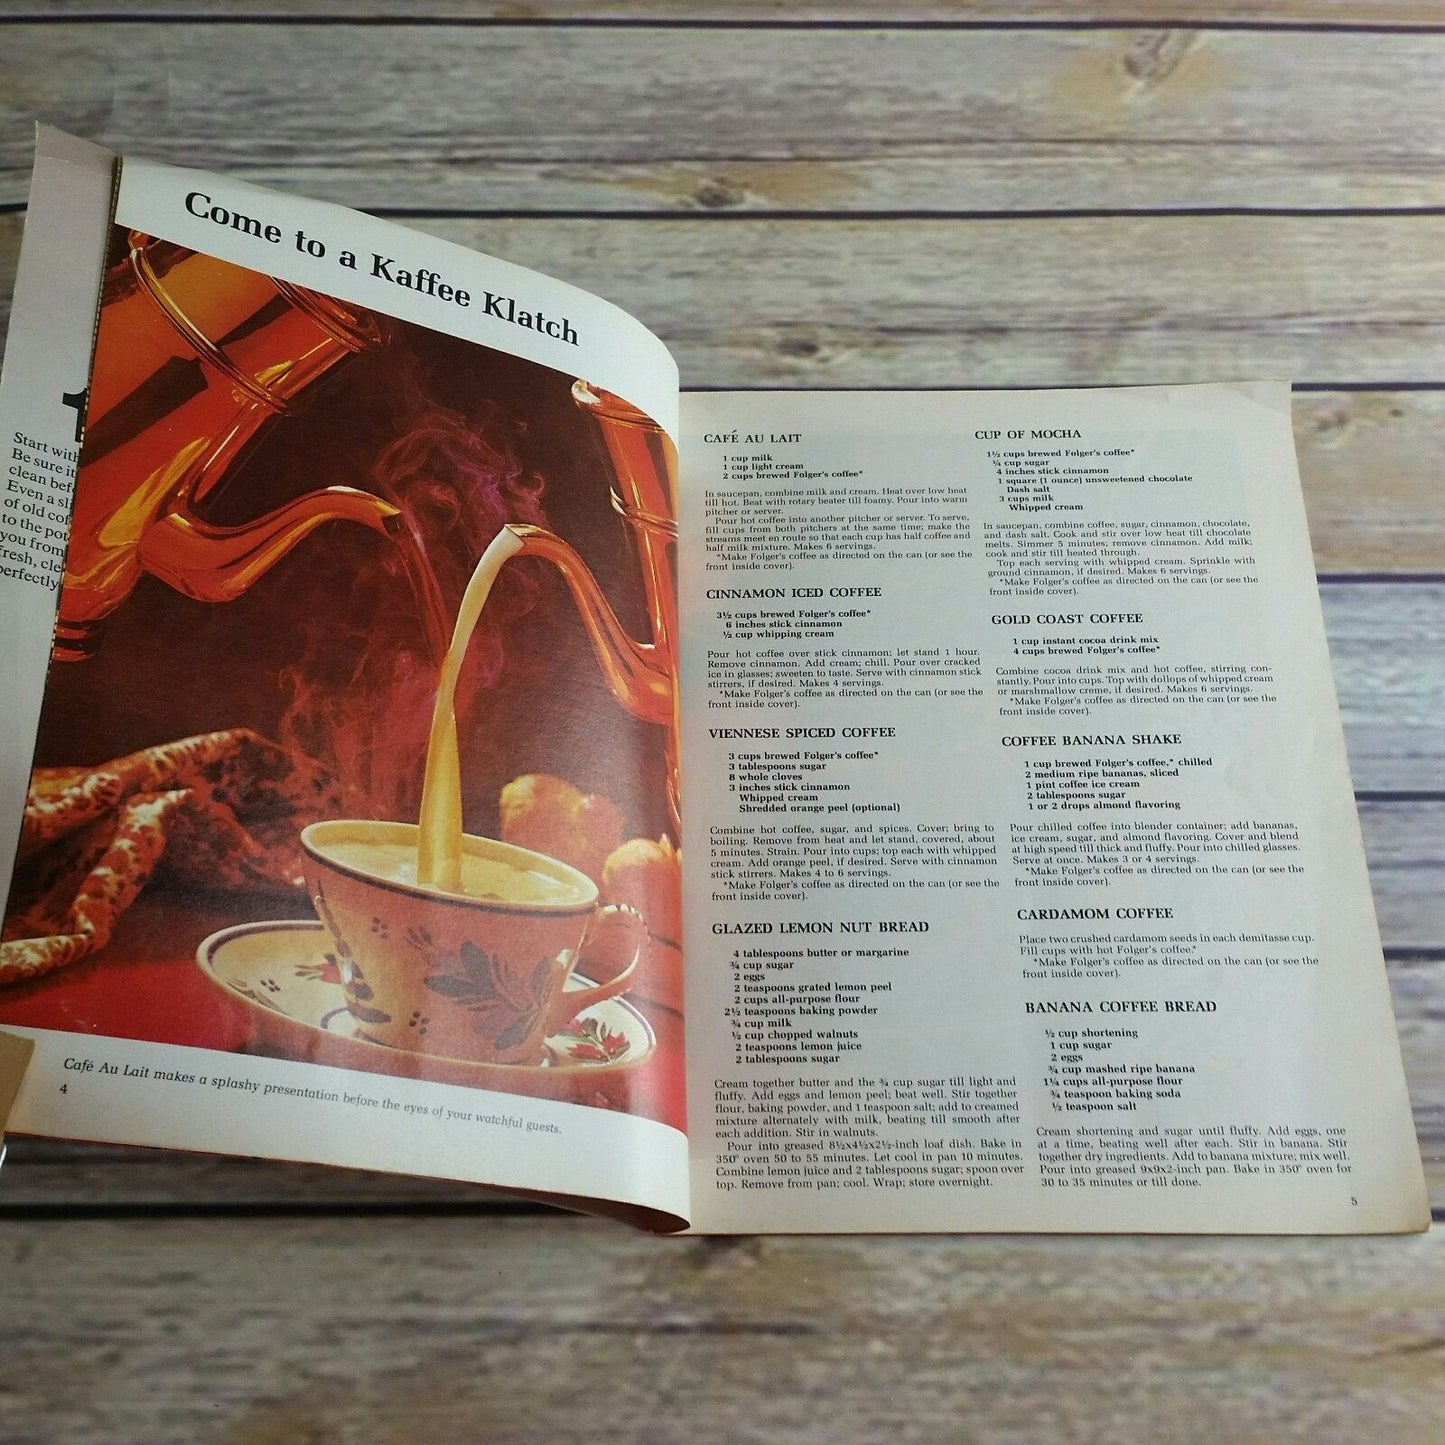 Start with
Be sure it
clean bef
Even a sl
of old cof
to the pot
you from
fresh, cle
perfectly
Come to a Kaffee Klatch
Café Au Lait makes a splashy presentation before the eyes of your watchful guests.
4
CAFÉ AU LAIT
1 cup milk
1 cup light cream
2 cups brewed Folger's coffee*
In saucepan, combine milk and cream. Heat over low heat
till hot. Beat with rotary beater till foamy. Pour into warm
pitcher or server.
Pour hot coffee into another pitcher or server. To serve,
fill cups from both pitchers at the same time; make the
streams meet en route so that each cup has half coffee and
half milk mixture. Makes 6 servings.
*Make Folger's coffee as directed on the can (or see the
front inside cover).
CINNAMON ICED COFFEE
3½ cups brewed Folger's coffee*
6 inches stick cinnamon
½ cup whipping cream
Pour hot coffee over stick cinnamon; let stand 1 hour.
Remove cinnamon. Add cream; chill. Pour over cracked
ice in glasses; sweeten to taste. Serve with cinnamon stick
stirrers, if desired. Makes 4 servings.
*Make Folger's coffee as directed on the can (or see the
front inside cover).
VIENNESE SPICED COFFEE
3 cups brewed Folger's coffee*
3 tablespoons sugar
8 whole cloves
3 inches stick cinnamon
Whipped cream
Shredded orange peel (optional)
Combine hot coffee, sugar, and spices. Cover; bring to
boiling. Remove from heat and let stand, covered, about
5 minutes. Strain. Pour into cups; top each with whipped
cream. Add orange peel, if desired. Serve with cinnamon
stick stirrers. Makes 4 to 6 servings.
*Make Folger's coffee as directed on the can (or see the
front inside cover).
GLAZED LEMON NUT BREAD
4 tablespoons butter or margarine
¾ cup sugar
2 eggs
2 teaspoons grated lemon peel
2 cups all-purpose flour
2½ teaspoons baking powder
¾ cup milk
½ cup chopped walnuts
2 teaspoons lemon juice
2 tablespoons sugar
Cream together butter and the ¾ cup sugar till light and
fluffy. Add eggs and lemon peel; beat well. Stir together
flour, baking powder, and 1 teaspoon salt; add to creamed
mixture alternately with milk, beating till smooth after
each addition. Stir in walnuts.
Pour into greased 8½x4½x2½-inch loaf dish. Bake in
350° oven 50 to 55 minutes. Let cool in pan 10 minutes.
Combine lemon juice and 2 tablespoons sugar; spoon over
top. Remove from pan; cool. Wrap; store overnight.
CUP OF MOCHA
1½ cups brewed Folger's coffee*
¼ cup sugar
4 inches stick cinnamon
1 square (1 ounce) unsweetened chocolate
Dash salt
3 cups milk
Whipped cream
In saucepan, combine coffee, sugar, cinnamon, chocolate,
and dash salt. Cook and stir over low heat till chocolate
melts. Simmer 5 minutes; remove cinnamon. Add milk;
cook and stir till heated through.
Top each serving with whipped cream. Sprinkle with
ground cinnamon, if desired. Makes 6 servings.
*Make Folger's coffee as directed on the can (or see the
front inside cover).
GOLD COAST COFFEE
1 cup instant cocoa drink mix
4 cups brewed Folger's coffee*
Combine cocoa drink mix and hot coffee, stirring con-
stantly. Pour into cups. Top with dollops of whipped cream
or marshmallow creme, if desired. Makes 6 servings.
*Make Folger's coffee as directed on the can (or see the
front inside cover).
COFFEE BANANA SHAKE
1 cup brewed Folger's coffee,* chilled
2 medium ripe bananas, sliced
1 pint coffee ice cream
2 tablespoons sugar
1 or 2 drops almond flavoring
Pour chilled coffee into blender container; add bananas,
ice cream, sugar, and almond flavoring. Cover and blend
at high speed till thick and fluffy. Pour into chilled glasses.
Serve at once. Makes 3 or 4 servings.
*Make Folger's coffee as directed on the can (or see the
front inside cover).
CARDAMOM COFFEE
Place two crushed cardamom seeds in each demitasse cup.
Fill cups with hot Folger's coffee.*
*Make Folger's coffee as directed on the can (or see the
front inside cover).
BANANA COFFEE BREAD
½ cup shortening
1 cup sugar
2 eggs
¾ cup mashed ripe banana
1¼ cups all-purpose flour
¾ teaspoon baking soda
½ teaspoon salt
Cream shortening and sugar until fluffy. Add eggs, one
at a time, beating well after each. Stir in banana. Stir
together dry ingredients. Add to banana mixture; mix well.
Pour into greased 9x9x2-inch pan. Bake in 350° oven for
30 to 35 minutes or till done.
5